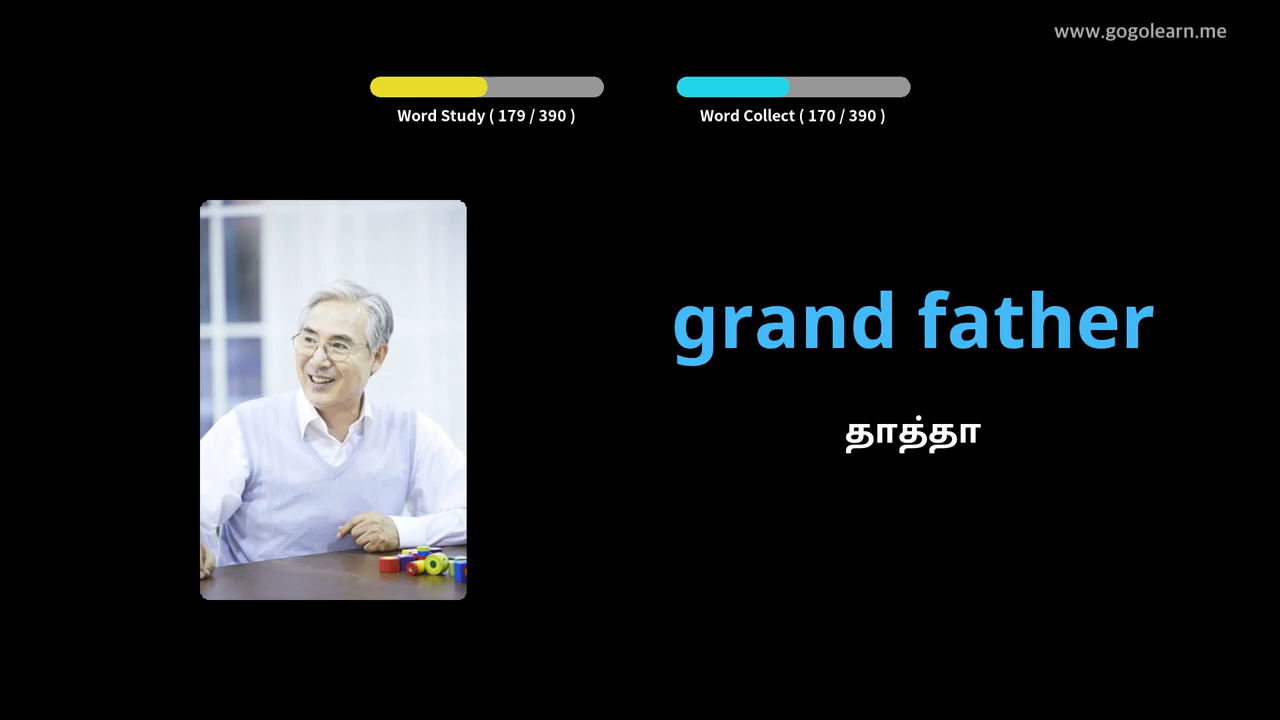 www.gogolearn.me
Word Study ( 179 / 390 )
Word Collect ( 170 / 390 )
grand father
தாத்தா